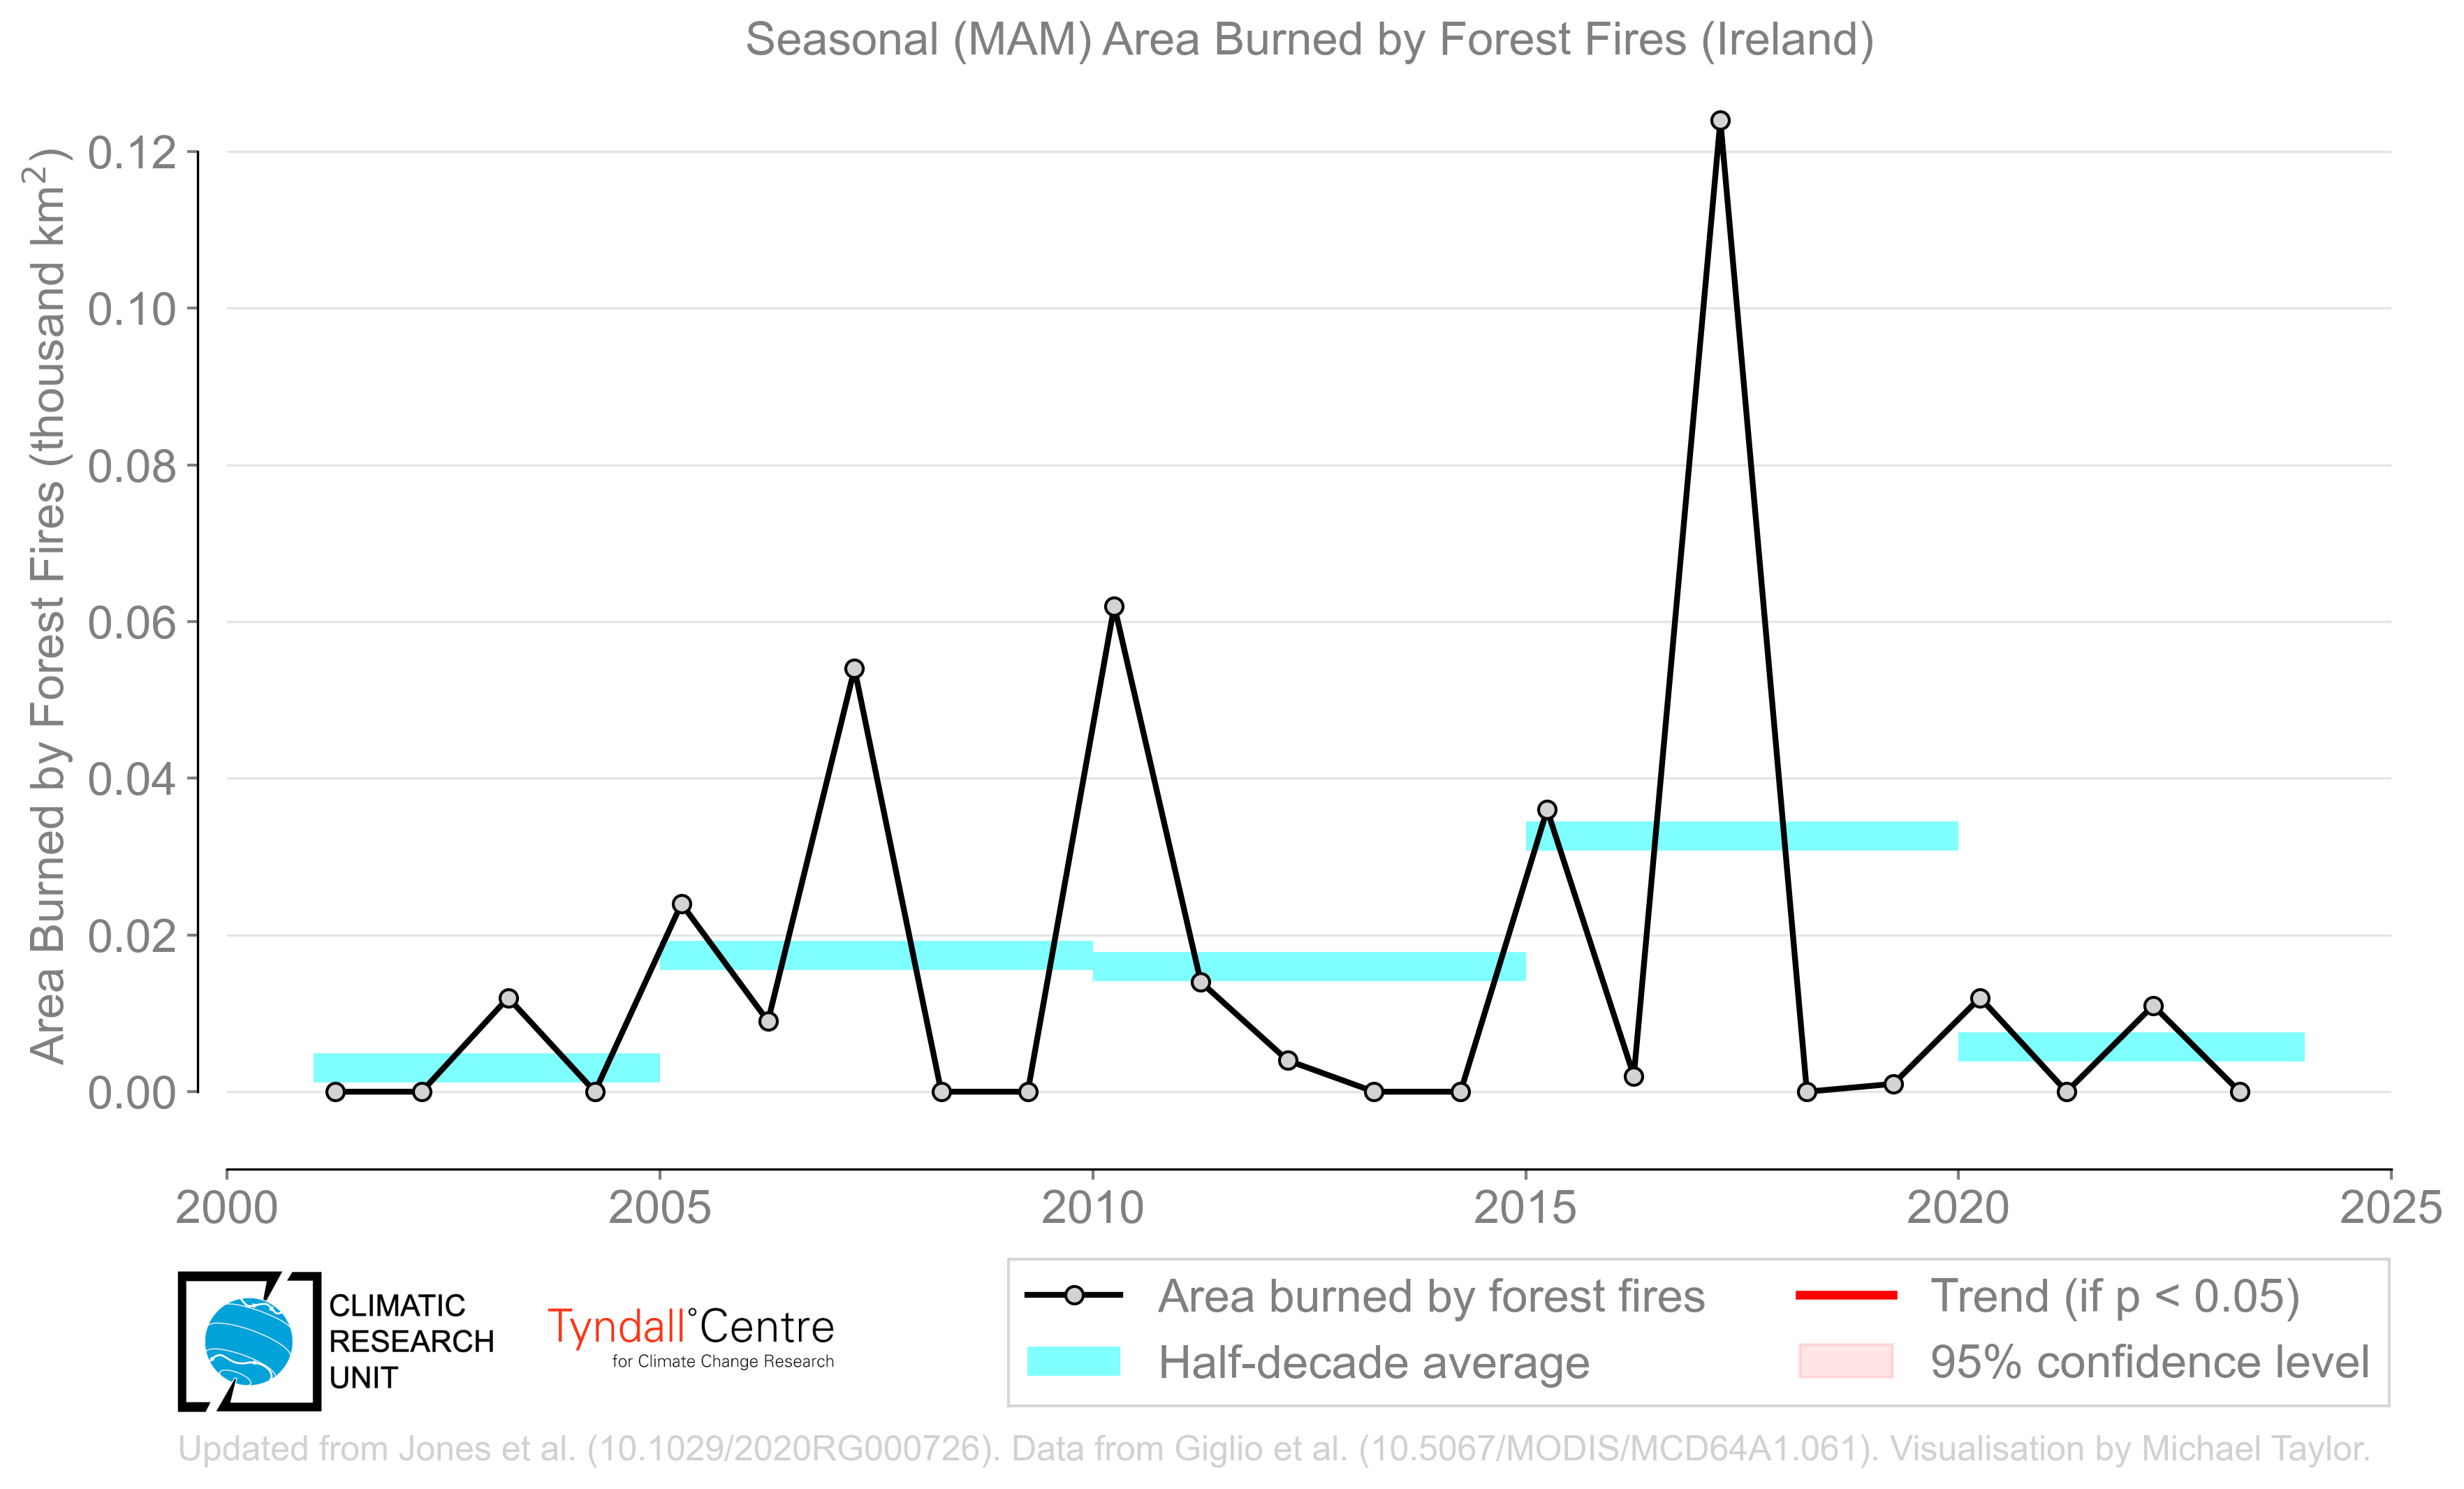 Seasonal (MAM) Area Burned by Forest Fires (Ireland)
Area Burned by Forest Fires (thousand km²)
0.12
0.10
0.08
0.06
0.04
0.02
0.00
2000 2005 2010 2015 2020 2025
CLIMATIC
RESEARCH
UNIT
Tyndall°Centre
for Climate Change Research
Area burned by forest fires
Half-decade average
Trend (if p < 0.05)
95% confidence level
Updated from Jones et al. (10.1029/2020RG000726). Data from Giglio et al. (10.5067/MODIS/MCD64A1.061). Visualisation by Michael Taylor.